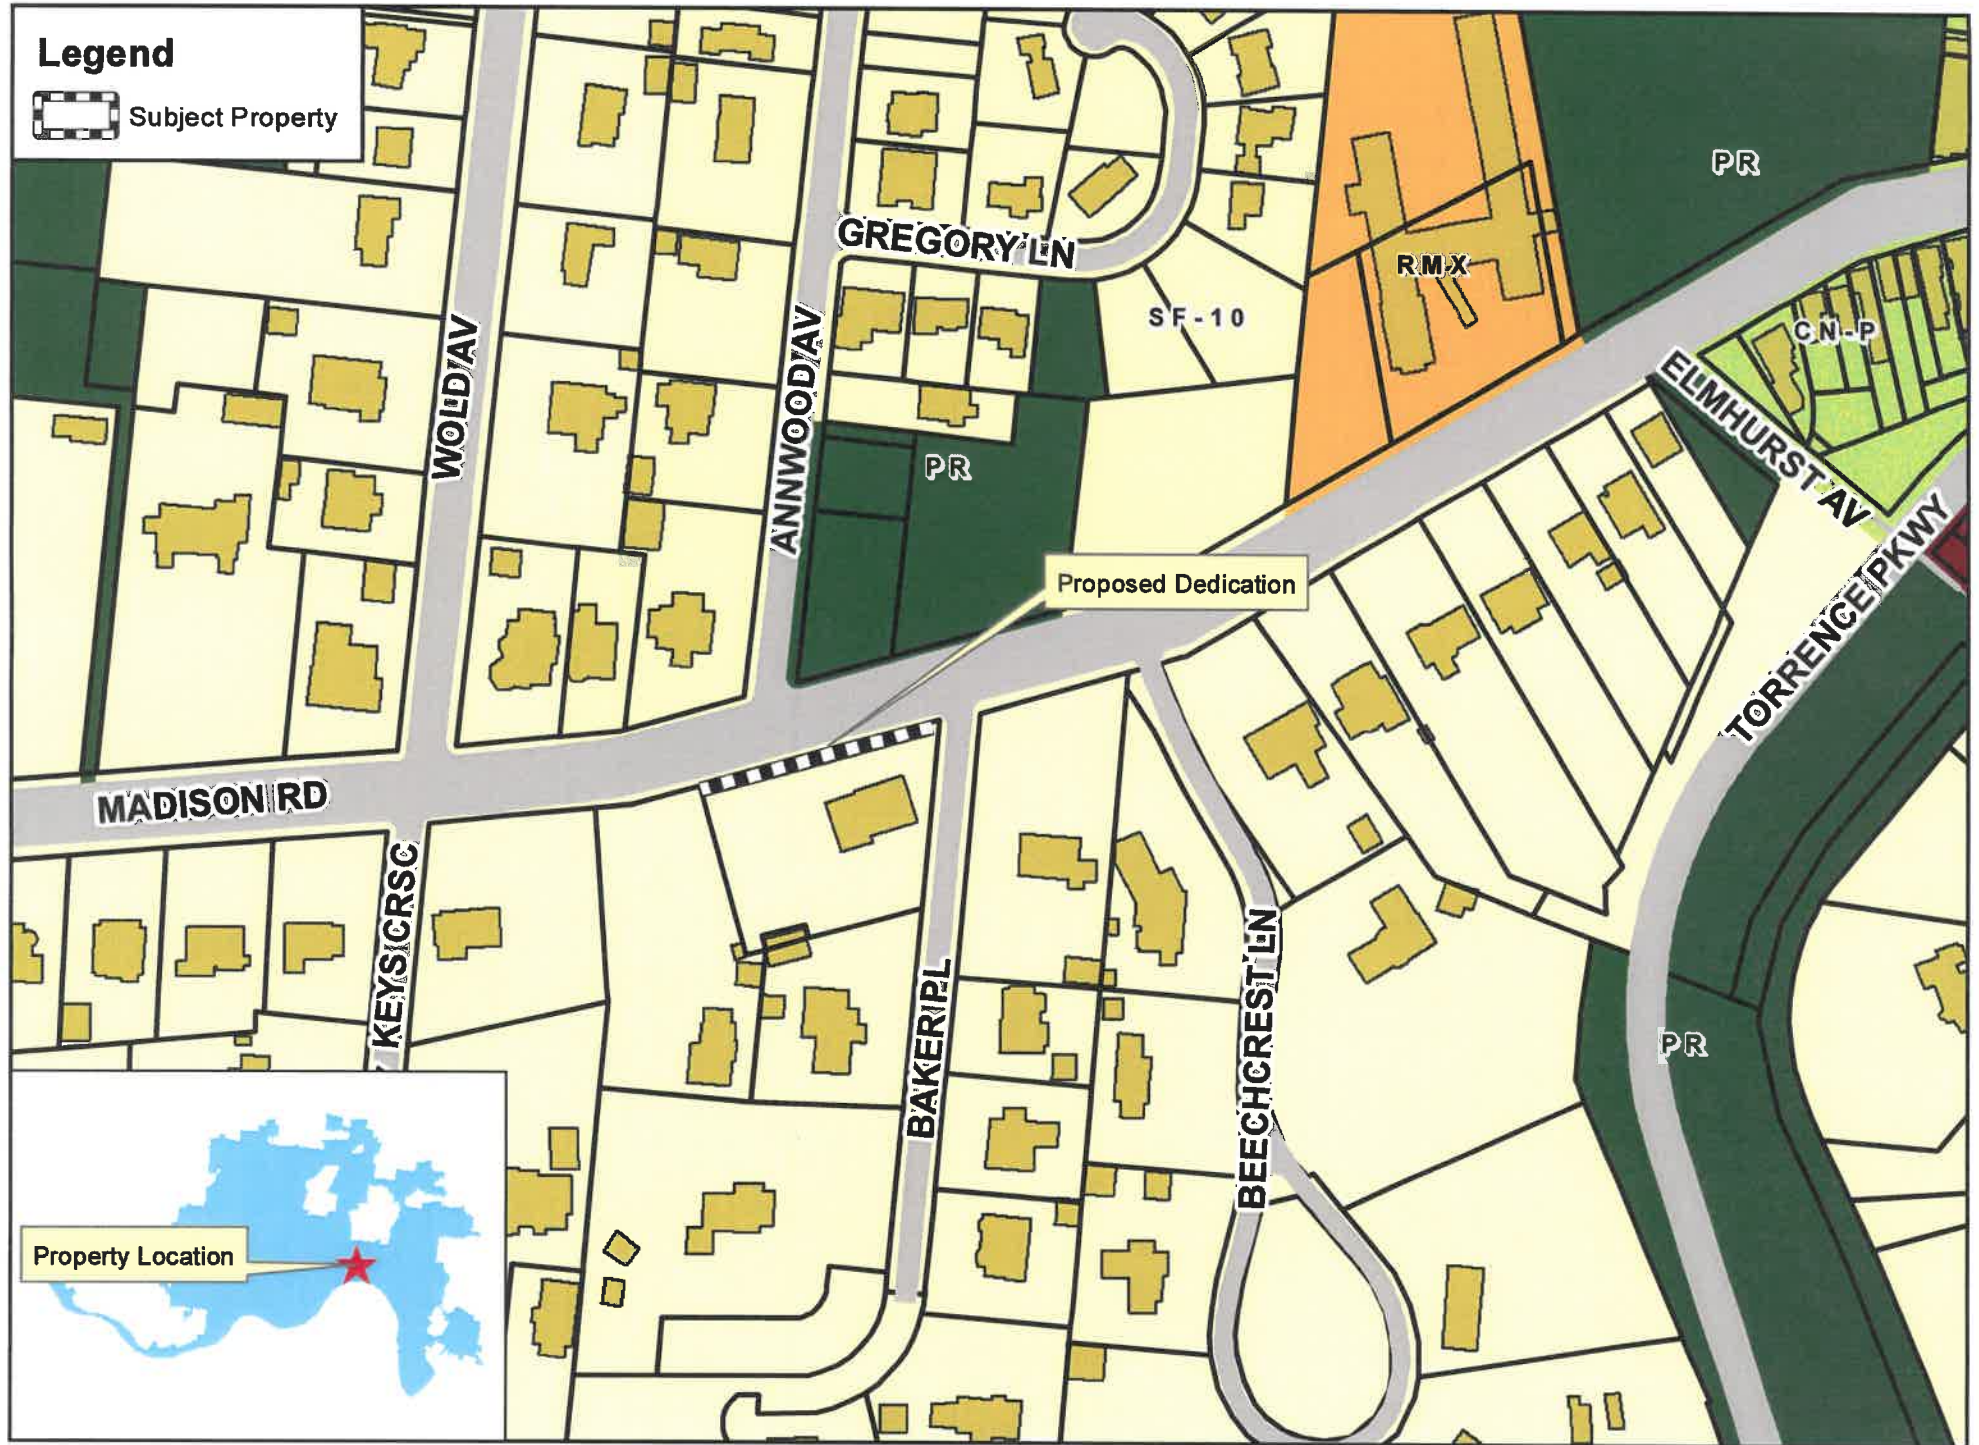 Legend
Subject Property
PR
GREGORY LN
RMX
SF-10
CN-P
WOLD AV
ANNWOOD AV
ELMHURST AV
PR
TORRENCE PKWY
Proposed Dedication
MADISON RD
KEYS CRSC
BAKER PL
BEECHCREST LN
PR
Property Location